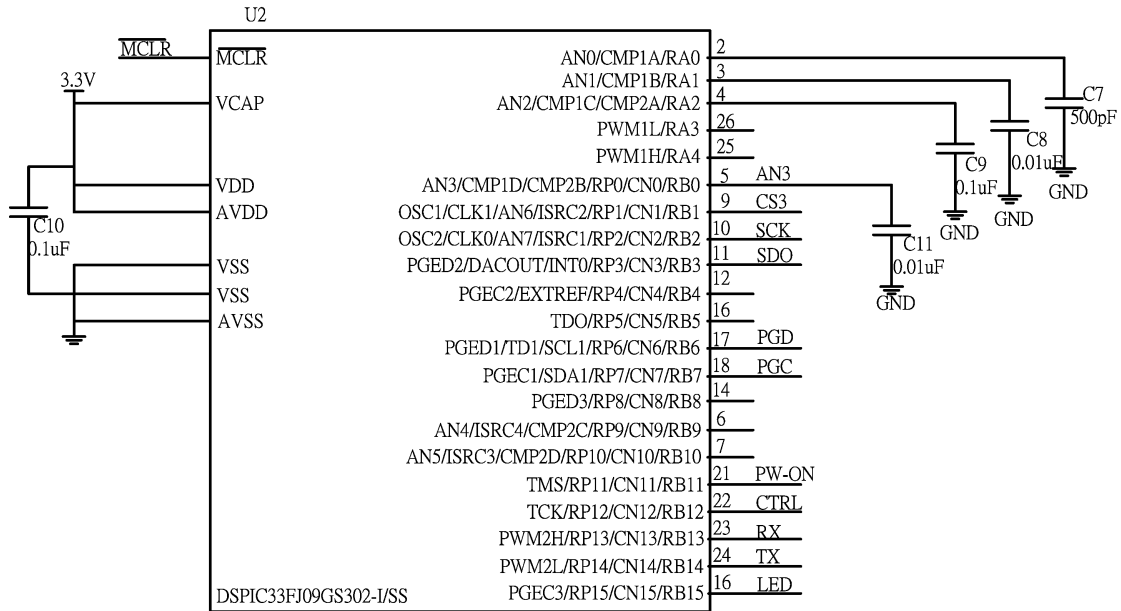 U2
MCLR
MCLR
3.3V
VCAP
VDD
AVDD
C10
0.1uF
VSS
VSS
AVSS
DSPIC33FJ09GS302-I/SS
AN0/CMP1A/RA0 2
AN1/CMP1B/RA1 3
AN2/CMP1C/CMP2A/RA2 4
PWM1L/RA3 26
PWM1H/RA4 25
AN3/CMP1D/CMP2B/RP0/CN0/RB0 5 AN3
OSC1/CLK1/AN6/ISRC2/RP1/CN1/RB1 9 CS3
OSC2/CLK0/AN7/ISRC1/RP2/CN2/RB2 10 SCK
PGED2/DACOUT/INT0/RP3/CN3/RB3 11 SDO
PGEC2/EXTREF/RP4/CN4/RB4 12
TDO/RP5/CN5/RB5 16
PGED1/TD1/SCL1/RP6/CN6/RB6 17 PGD
PGEC1/SDA1/RP7/CN7/RB7 18 PGC
PGED3/RP8/CN8/RB8 14
AN4/ISRC4/CMP2C/RP9/CN9/RB9 6
AN5/ISRC3/CMP2D/RP10/CN10/RB10 7
TMS/RP11/CN11/RB11 21 PW-ON
TCK/RP12/CN12/RB12 22 CTRL
PWM2H/RP13/CN13/RB13 23 RX
PWM2L/RP14/CN14/RB14 24 TX
PGEC3/RP15/CN15/RB15 16 LED
C7
500pF
GND
C8
0.01uF
GND
C9
0.1uF
GND
C11
0.01uF
GND